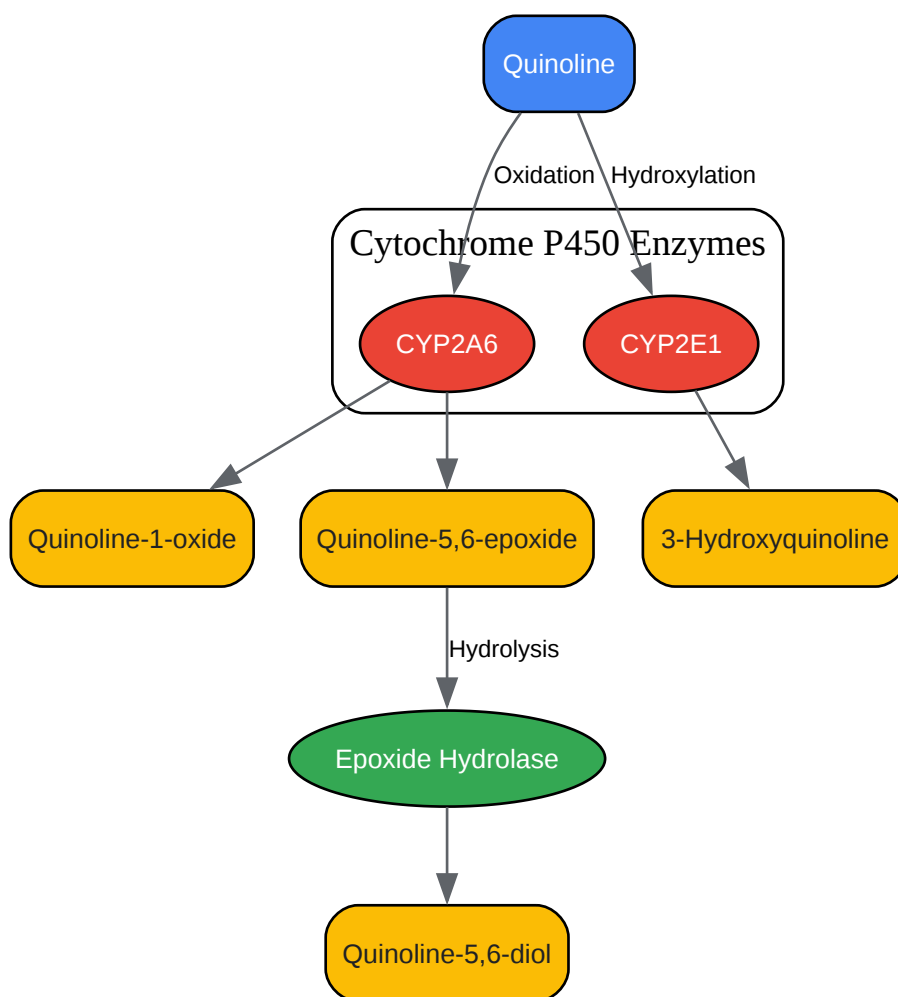 Quinoline
Oxidation
Hydroxylation
Cytochrome P450 Enzymes
CYP2A6
CYP2E1
Quinoline-1-oxide
Quinoline-5,6-epoxide
3-Hydroxyquinoline
Hydrolysis
Epoxide Hydrolase
Quinoline-5,6-diol